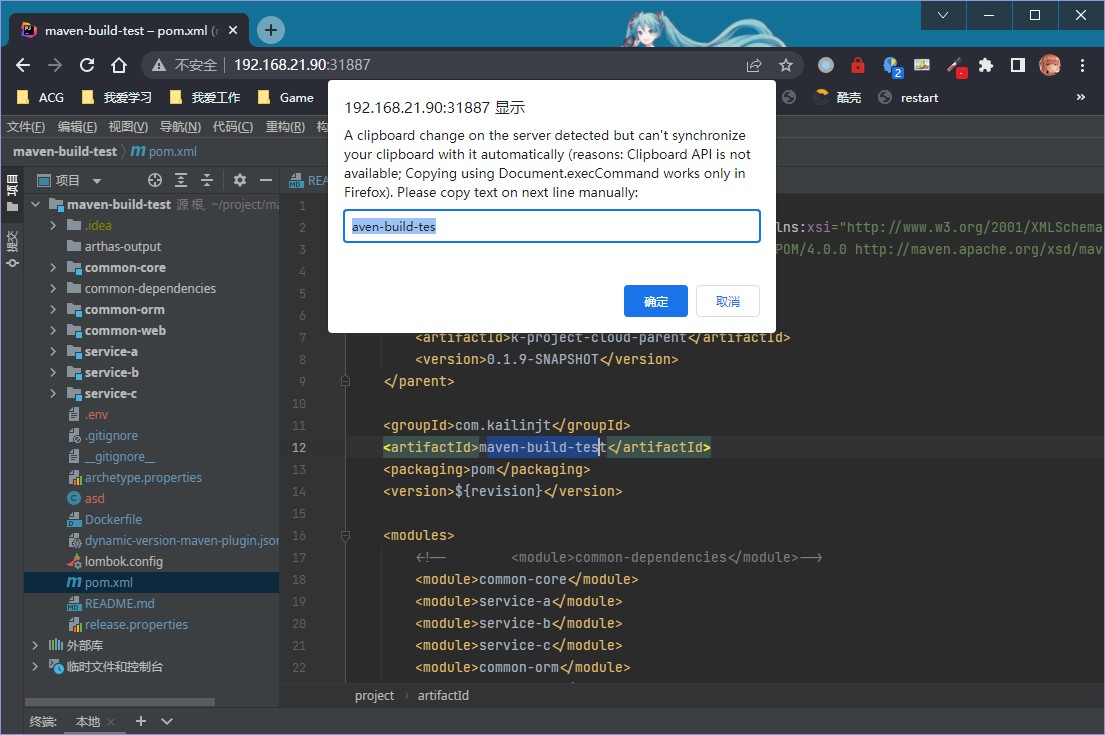 maven-build-test – pom.xml (r
不安全
192.168.21.90:31887
2
ACG
我爱学习
我爱工作
Game
酷壳
restart
»
文件(F) 编辑(E) 视图(V) 导航(N) 代码(C) 重构(R) 构
maven-build-test
pom.xml
192.168.21.90:31887 显示
A clipboard change on the server detected but can't synchronize
your clipboard with it automatically (reasons: Clipboard API is not
available; Copying using Document.execCommand works only in
Firefox). Please copy text on next line manually:
aven-build-tes
确定
取消
项目
提交
项目
maven-build-test 源 根, ~/project/ma
.idea
arthas-output
common-core
common-dependencies
common-orm
common-web
service-a
service-b
service-c
.env
.gitignore
__gitignore__
archetype.properties
asd
Dockerfile
dynamic-version-maven-plugin.json
lombok.config
pom.xml
README.md
release.properties
外部库
临时文件和控制台
REA
1
2 lns:xsi="http://www.w3.org/2001/XMLSchema
3 POM/4.0.0 http://maven.apache.org/xsd/mav
4
5
6
7 <artifactId>k-project-cloud-parent</artifactId>
8 <version>0.1.9-SNAPSHOT</version>
9 </parent>
10
11 <groupId>com.kailinjt</groupId>
12 <artifactId>maven-build-test</artifactId>
13 <packaging>pom</packaging>
14 <version>${revision}</version>
15
16 <modules>
17 <!-- <module>common-dependencies</module>-->
18 <module>common-core</module>
19 <module>service-a</module>
20 <module>service-b</module>
21 <module>service-c</module>
22 <module>common-orm</module>
project › artifactId
终端: 本地